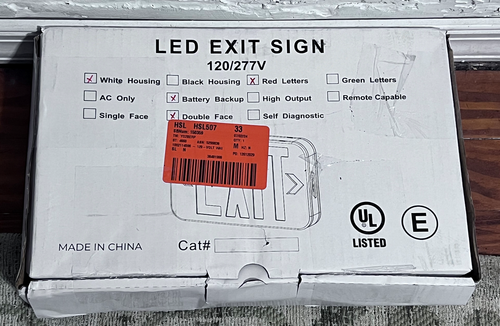 LED EXIT SIGN
120/277V
White Housing Black Housing Red Letters Green Letters
AC Only Battery Backup High Output Remote Capable
Single Face Double Face Self Diagnostic
HSL HSL507 33
EXIT
UL
LISTED
E
MADE IN CHINA Cat#